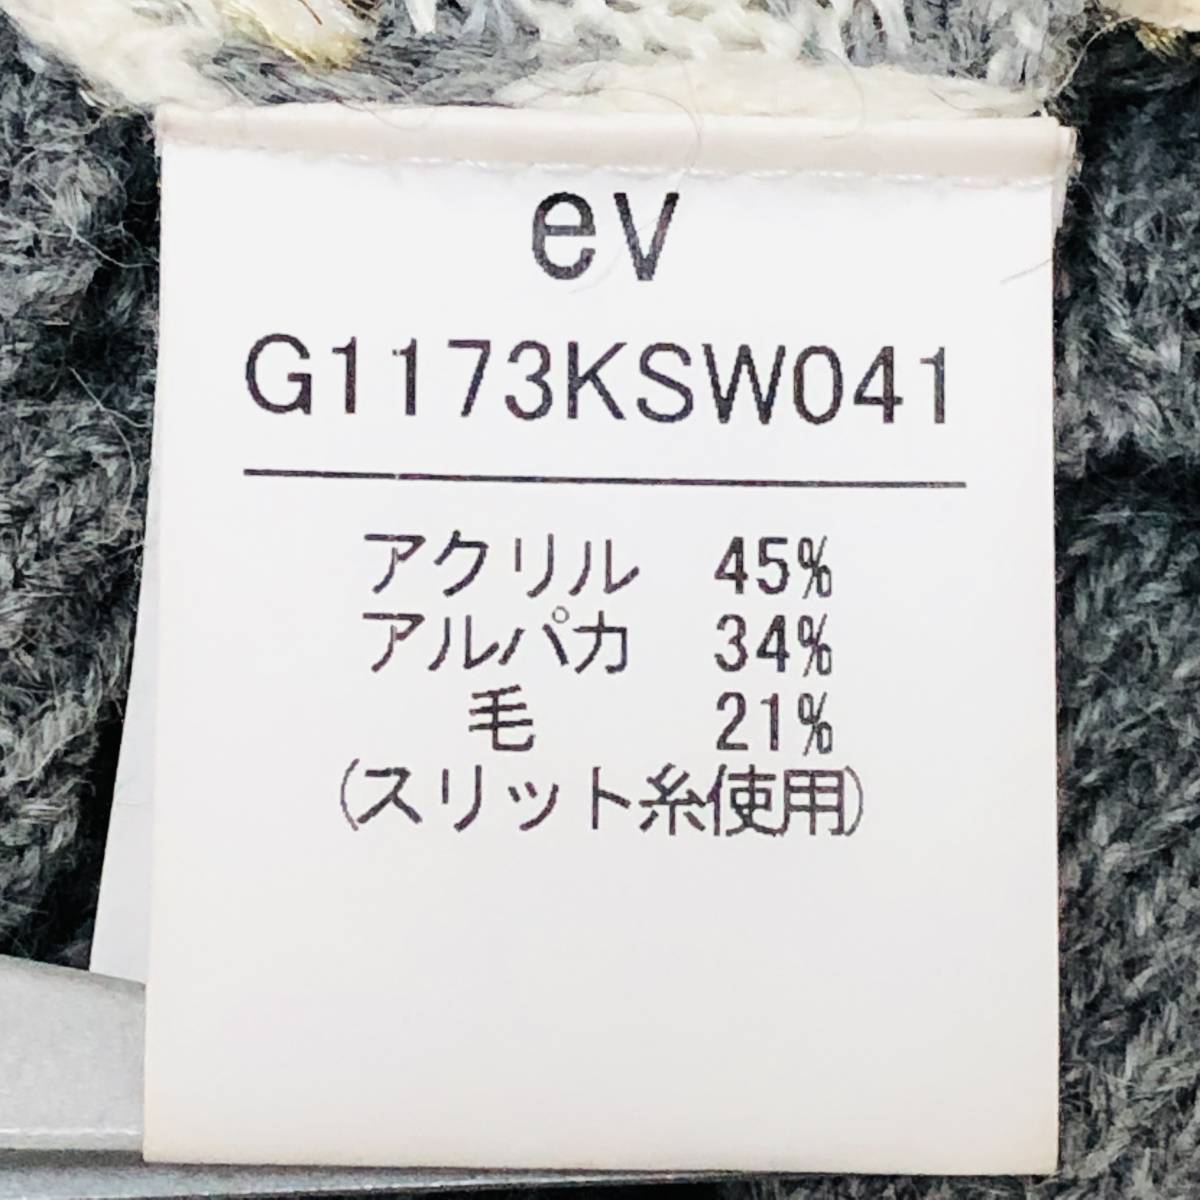 ev
G1173KSW041
アクリル 45%
アルパカ 34%
毛 21%
(スリット糸使用)